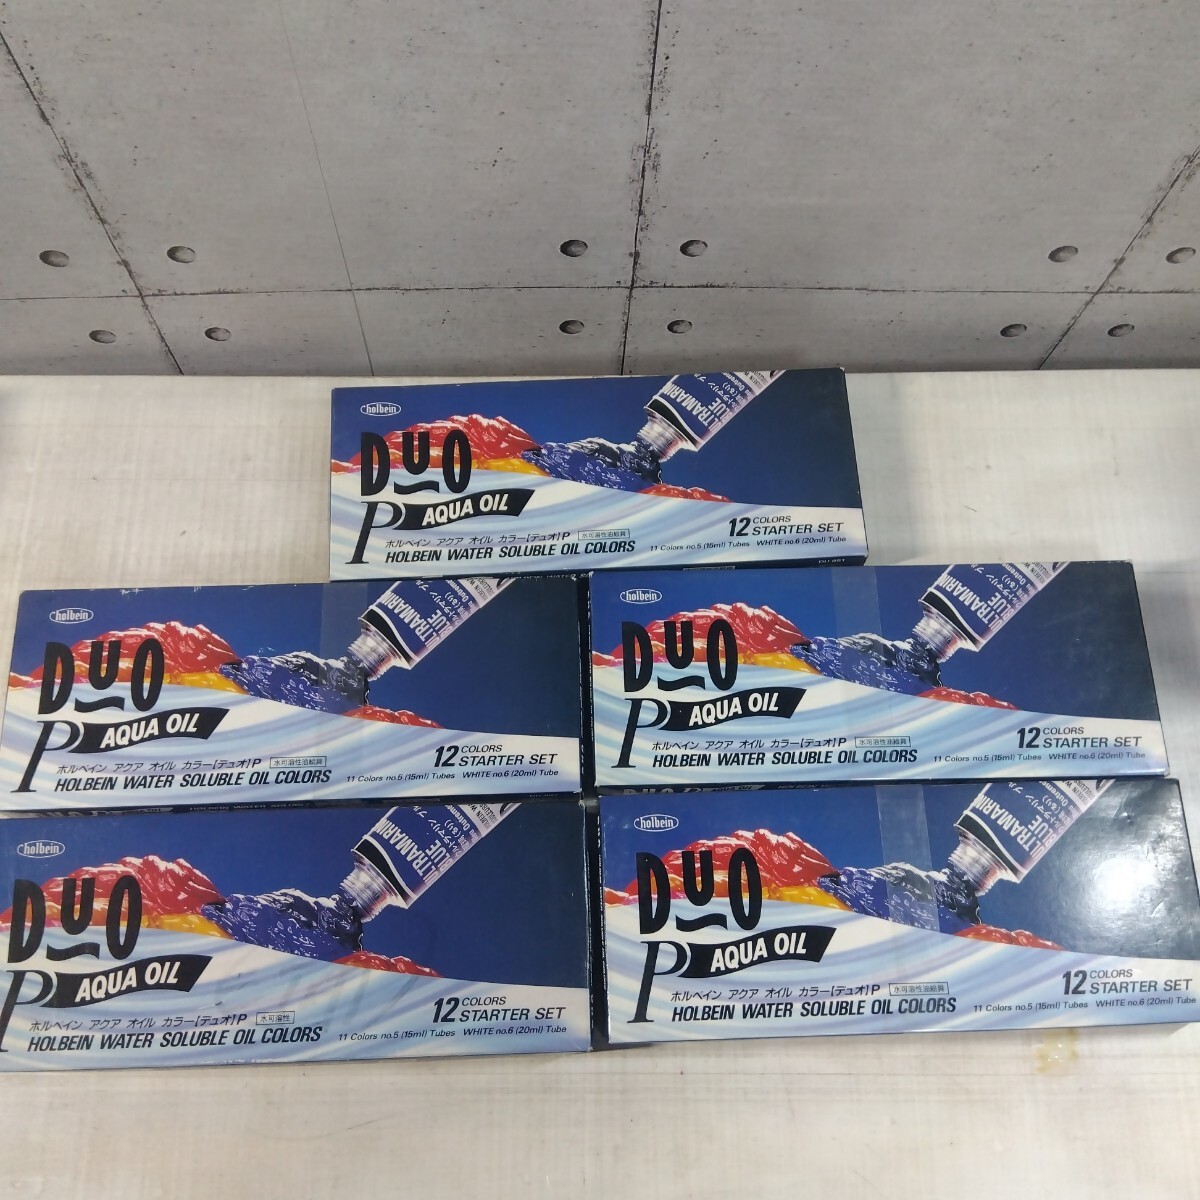 holbein
DUO
P AQUA OIL
ホルベイン アクア オイル カラー[デュオ]P 水可溶性油絵具
HOLBEIN WATER SOLUBLE OIL COLORS
12 COLORS
STARTER SET
11 Colors no.5 (15ml) Tubes WHITE no.6 (20ml) Tube
holbein
DUO
P AQUA OIL
ホルベイン アクア オイル カラー[デュオ]P 水可溶性油絵具
HOLBEIN WATER SOLUBLE OIL COLORS
12 COLORS
STARTER SET
11 Colors no.5 (15ml) Tubes WHITE no.6 (20ml) Tube
holbein
DUO
P AQUA OIL
ホルベイン アクア オイル カラー[デュオ]P 水可溶性油絵具
HOLBEIN WATER SOLUBLE OIL COLORS
12 COLORS
STARTER SET
11 Colors no.5 (15ml) Tubes WHITE no.6 (20ml) Tube
holbein
DUO
P AQUA OIL
ホルベイン アクア オイル カラー[デュオ]P 水可溶性
HOLBEIN WATER SOLUBLE OIL COLORS
12 COLORS
STARTER SET
11 Colors no.5 (15ml) Tubes WHITE no.6 (20ml) Tube
holbein
DUO
P AQUA OIL
ホルベイン アクア オイル カラー[デュオ]P 水可溶性油絵具
HOLBEIN WATER SOLUBLE OIL COLORS
12 COLORS
STARTER SET
11 Colors no.5 (15ml) Tubes WHITE no.6 (20ml) Tube